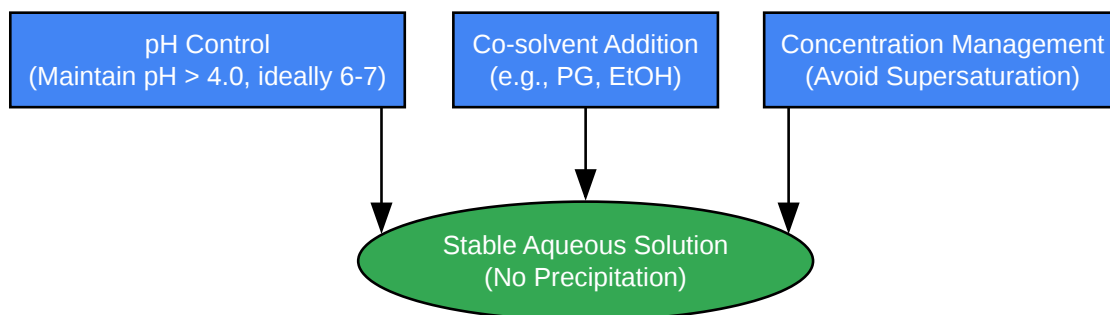 pH Control
(Maintain pH > 4.0, ideally 6-7)
Co-solvent Addition
(e.g., PG, EtOH)
Concentration Management
(Avoid Supersaturation)
Stable Aqueous Solution
(No Precipitation)